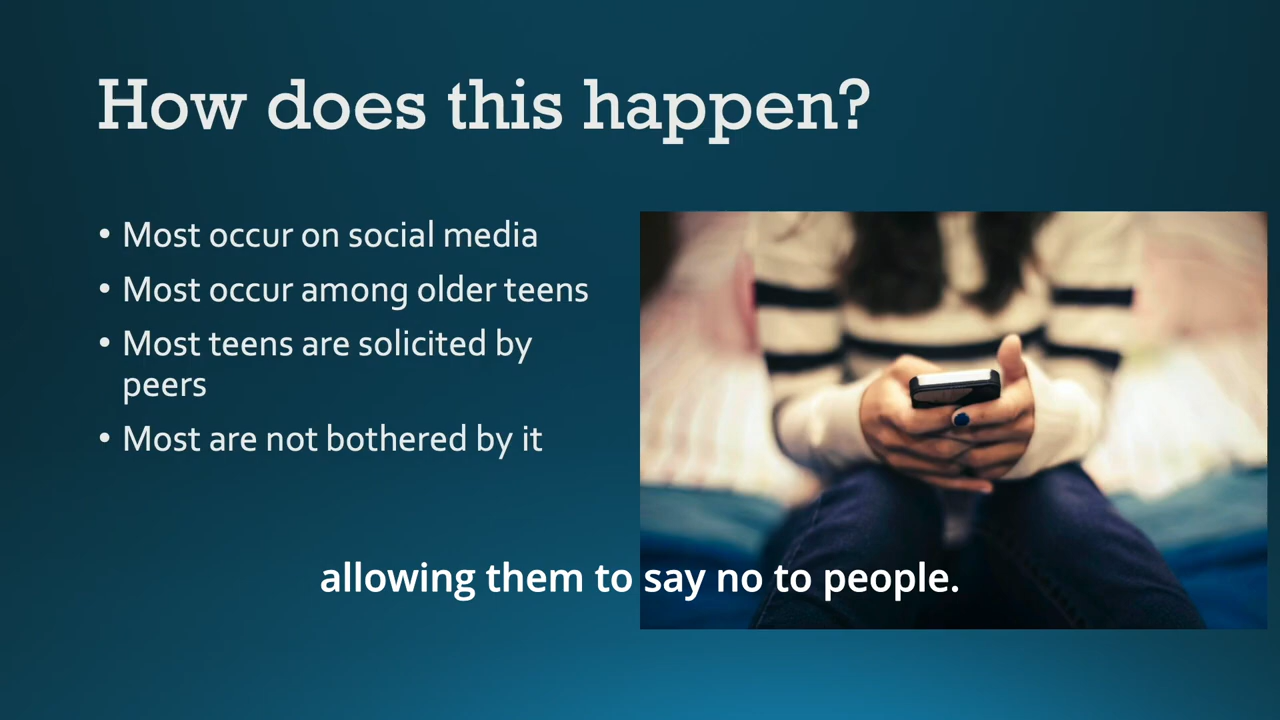 How does this happen?
• Most occur on social media
• Most occur among older teens
• Most teens are solicited by
peers
• Most are not bothered by it
allowing them to say no to people.